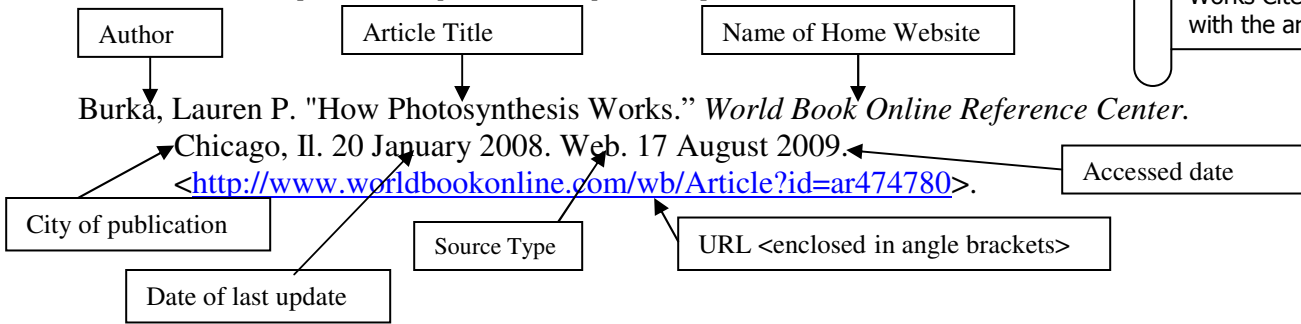 Works Cite
with the ar
Author
Article Title
Name of Home Website
Burka, Lauren P. "How Photosynthesis Works.” World Book Online Reference Center.
Chicago, Il. 20 January 2008. Web. 17 August 2009.
<http://www.worldbookonline.com/wb/Article?id=ar474780>.
Accessed date
City of publication
Source Type
URL <enclosed in angle brackets>
Date of last update